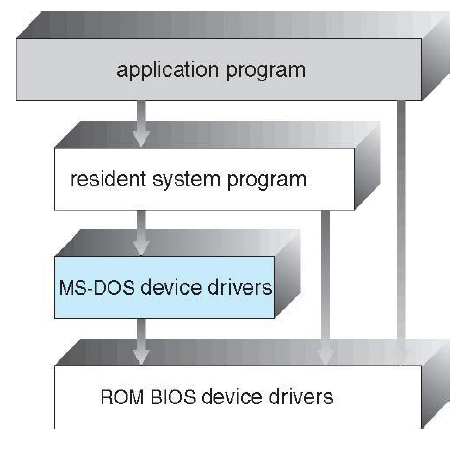 application program
resident system program
MS-DOS device drivers
ROM BIOS device drivers